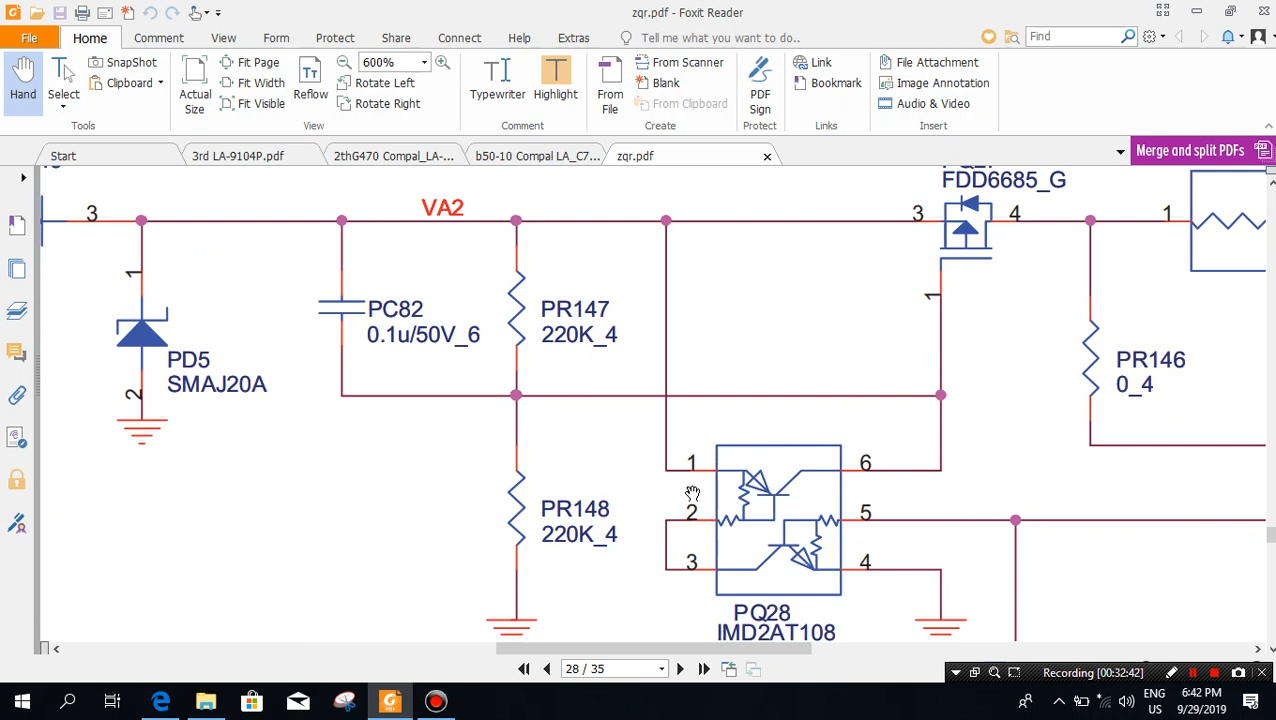 zqr.pdf - Foxit Reader
File
Home
Comment
View
Form
Protect
Share
Connect
Help
Extras
Tell me what you want to do...
Find
Hand
Select
SnapShot
Clipboard
Tools
Actual
Size
Fit Page
Fit Width
Fit Visible
Reflow
600%
Rotate Left
Rotate Right
View
Typewriter
Highlight
Comment
From
File
From Scanner
Blank
From Clipboard
Create
PDF
Sign
Protect
Link
Bookmark
Links
File Attachment
Image Annotation
Audio & Video
Insert
Start
3rd LA-9104P.pdf
2thG470 Compal_LA-...
b50-10 Compal LA_C7...
zqr.pdf
Merge and split PDFs
FDD6685_G
3
VA2
3
4
1
1
1
PC82
0.1u/50V_6
PR147
220K_4
PD5
SMAJ20A
2
PR146
0_4
1
6
2
5
3
4
PR148
220K_4
PQ28
IMD2AT108
28 / 35
Recording [00:32:42]
ENG
US
6:42 PM
9/29/2019